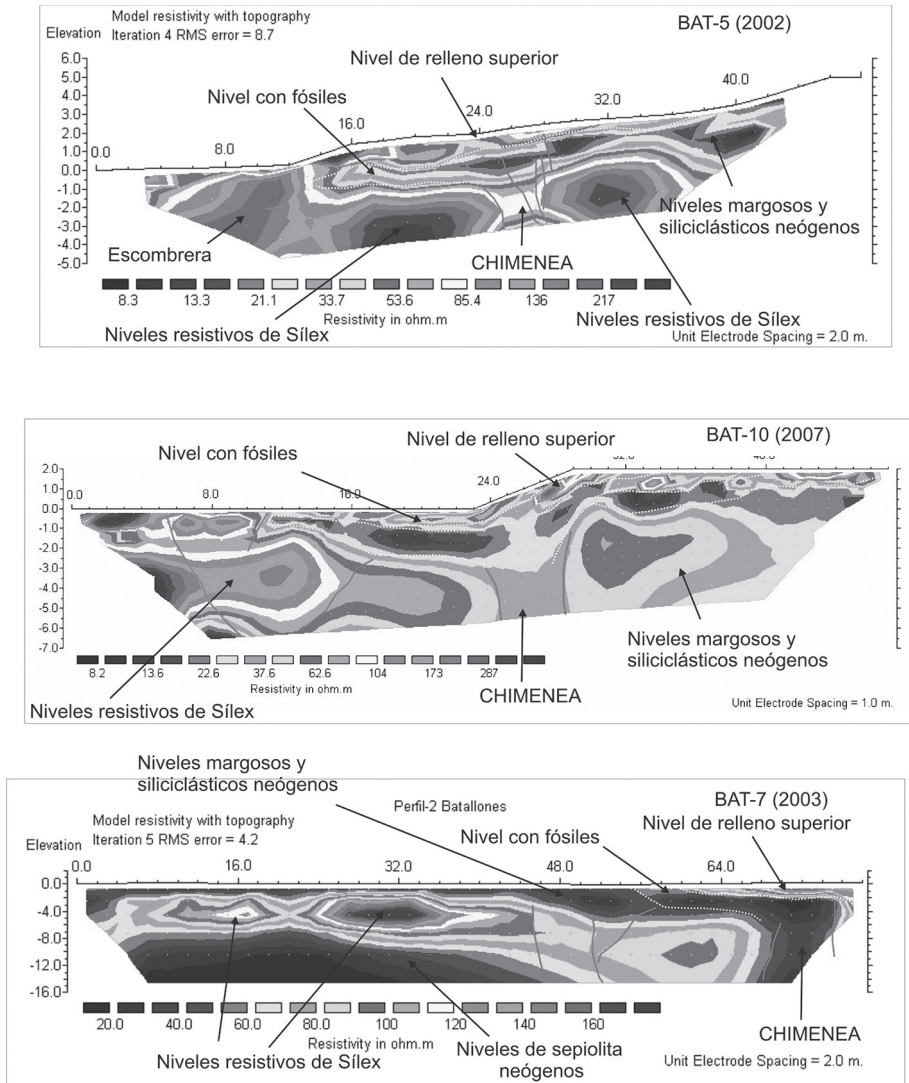 Model resistivity with topography
Iteration 4 RMS error = 8.7
BAT-5 (2002)
Elevation
Nivel de relleno superior
Nivel con fósiles
6.0
5.0
4.0
3.0
2.0
1.0
0.0
-1.0
-2.0
-3.0
-4.0
-5.0
0.0 8.0 16.0 24.0 32.0 40.0
Niveles margosos y
siliciclásticos neógenos
Escombrera
CHIMENEA
8.3 13.3 21.1 33.7 53.6 85.4 136 217
Resistivity in ohm.m
Niveles resistivos de Sílex
Niveles resistivos de Sílex
Unit Electrode Spacing = 2.0 m.
BAT-10 (2007)
Nivel de relleno superior
Nivel con fósiles
2.0
1.0
0.0
-1.0
-2.0
-3.0
-4.0
-5.0
-6.0
-7.0
0.0 8.0 16.0 24.0
Niveles margosos y
siliciclásticos neógenos
8.2 13.6 22.6 37.6 62.6 104 173 287
Resistivity in ohm.m
CHIMENEA
Unit Electrode Spacing = 1.0 m.
Niveles resistivos de Sílex
Niveles margosos y
siliciclásticos neógenos
Perfil-2 Batallones
BAT-7 (2003)
Model resistivity with topography
Iteration 5 RMS error = 4.2
Nivel con fósiles
Nivel de relleno superior
Elevation
0.0 16.0 32.0 48.0 64.0
0.0
-4.0
-8.0
-12.0
-16.0
20.0 40.0 60.0 80.0 100 120 140 160
Resistivity in ohm.m
CHIMENEA
Niveles resistivos de Sílex
Niveles de sepiolita
neógenos
Unit Electrode Spacing = 2.0 m.